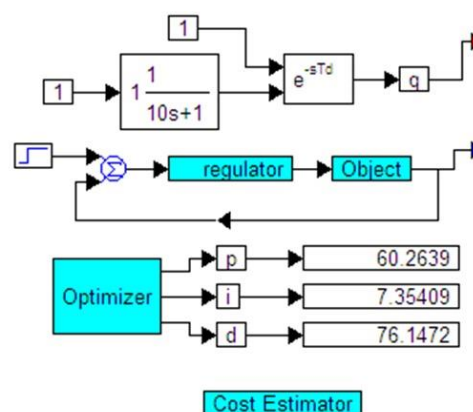 1
1
1 1
10s+1
e^-sTd
q
Σ
regulator
Object
Optimizer
p
60.2639
i
7.35409
d
76.1472
Cost Estimator